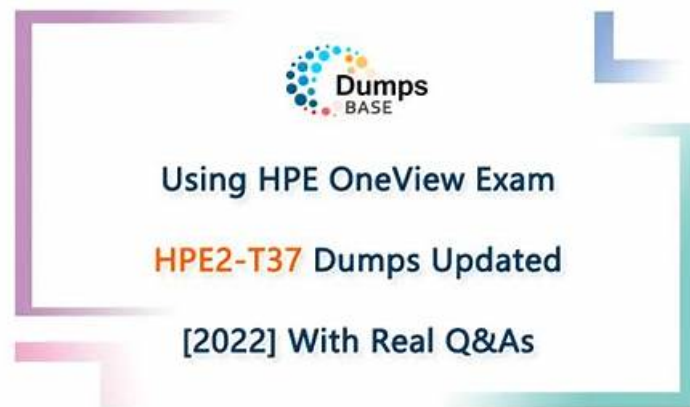 Dumps
BASE
Using HPE OneView Exam
HPE2-T37 Dumps Updated
[2022] With Real Q&As